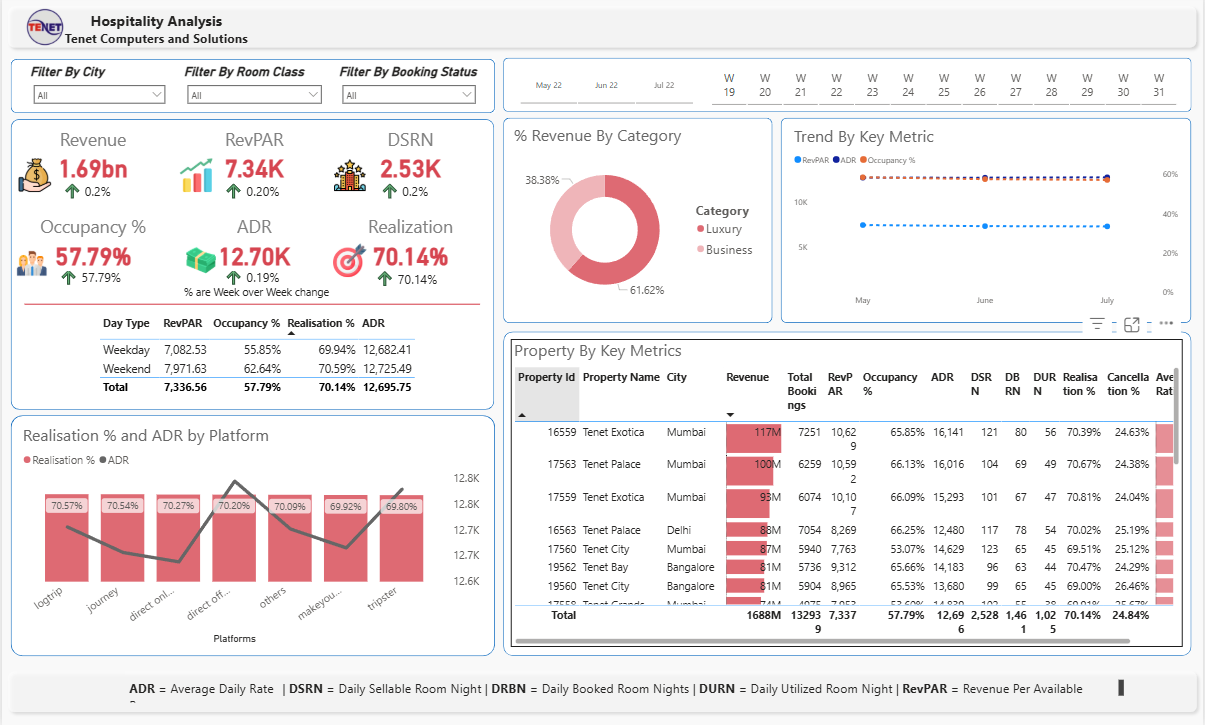 TENET
Hospitality Analysis
Tenet Computers and Solutions
Filter By City
Filter By Room Class
Filter By Booking Status
All
All
All
May 22
Jun 22
Jul 22
W 19
W 20
W 21
W 22
W 23
W 24
W 25
W 26
W 27
W 28
W 29
W 30
W 31
Revenue
1.69bn
0.2%
RevPAR
7.34K
0.20%
DSRN
2.53K
0.2%
Occupancy %
57.79%
57.79%
ADR
12.70K
0.19%
Realization
70.14%
70.14%
% are Week over Week change
Day Type RevPAR Occupancy % Realisation % ADR
Weekday 7,082.53 55.85% 69.94% 12,682.41
Weekend 7,971.63 62.64% 70.59% 12,725.49
Total 7,336.56 57.79% 70.14% 12,695.75
% Revenue By Category
38.38%
61.62%
Category
Luxury
Business
Trend By Key Metric
RevPAR ADR Occupancy %
10K
5K
60%
40%
20%
0%
May June July
Realisation % and ADR by Platform
Realisation % ADR
12.8K
12.8K
12.7K
12.7K
12.6K
70.57% 70.54% 70.27% 70.20% 70.09% 69.92% 69.80%
logtrip journey direct onl... direct off... others makeyou... tripster
Platforms
Property By Key Metrics
Property Id Property Name City Revenue Total Bookings RevPAR Occupancy % ADR DSRN DBRN DURN Realisation % Cancellation % Ave Rat
16559 Tenet Exotica Mumbai 117M 7251 10,629 65.85% 16,141 121 80 56 70.39% 24.63%
17563 Tenet Palace Mumbai 100M 6259 10,592 66.13% 16,016 104 69 49 70.67% 24.38%
17559 Tenet Exotica Mumbai 93M 6074 10,107 66.09% 15,293 101 67 47 70.81% 24.04%
16563 Tenet Palace Delhi 88M 7054 8,269 66.25% 12,480 117 78 54 70.02% 25.19%
17560 Tenet City Mumbai 87M 5940 7,763 53.07% 14,629 123 65 45 69.51% 25.12%
19562 Tenet Bay Bangalore 81M 5736 9,312 65.66% 14,183 96 63 44 70.47% 24.29%
19560 Tenet City Bangalore 81M 5904 8,965 65.53% 13,680 99 65 45 69.00% 26.46%
Total 1688M 132939 7,337 57.79% 12,696 2,528 1,461 1,025 70.14% 24.84%
ADR = Average Daily Rate | DSRN = Daily Sellable Room Night | DRBN = Daily Booked Room Nights | DURN = Daily Utilized Room Night | RevPAR = Revenue Per Available